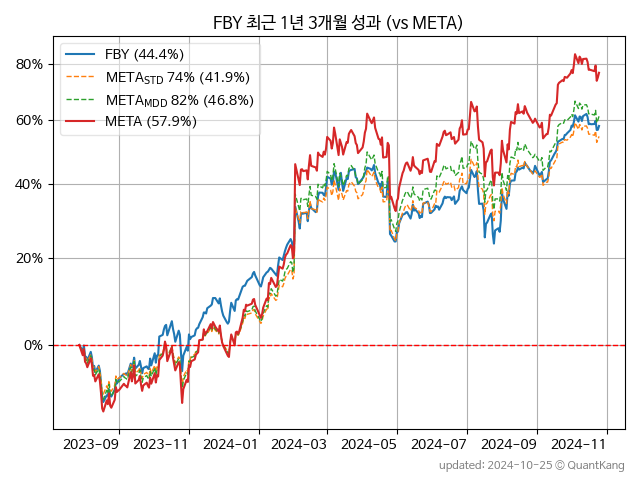 FBY 최근 1년 3개월 성과 (vs META)
FBY (44.4%)
META_STD 74% (41.9%)
META_MDD 82% (46.8%)
META (57.9%)
80%
60%
40%
20%
0%
2023-09 2023-11 2024-01 2024-03 2024-05 2024-07 2024-09 2024-11
updated: 2024-10-25 © QuantKang